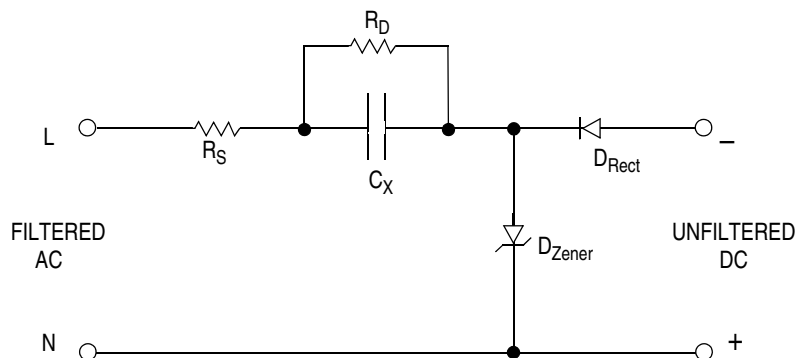 R_D
L
R_S
C_X
D_Rect
–
FILTERED
AC
D_Zener
UNFILTERED
DC
N
+